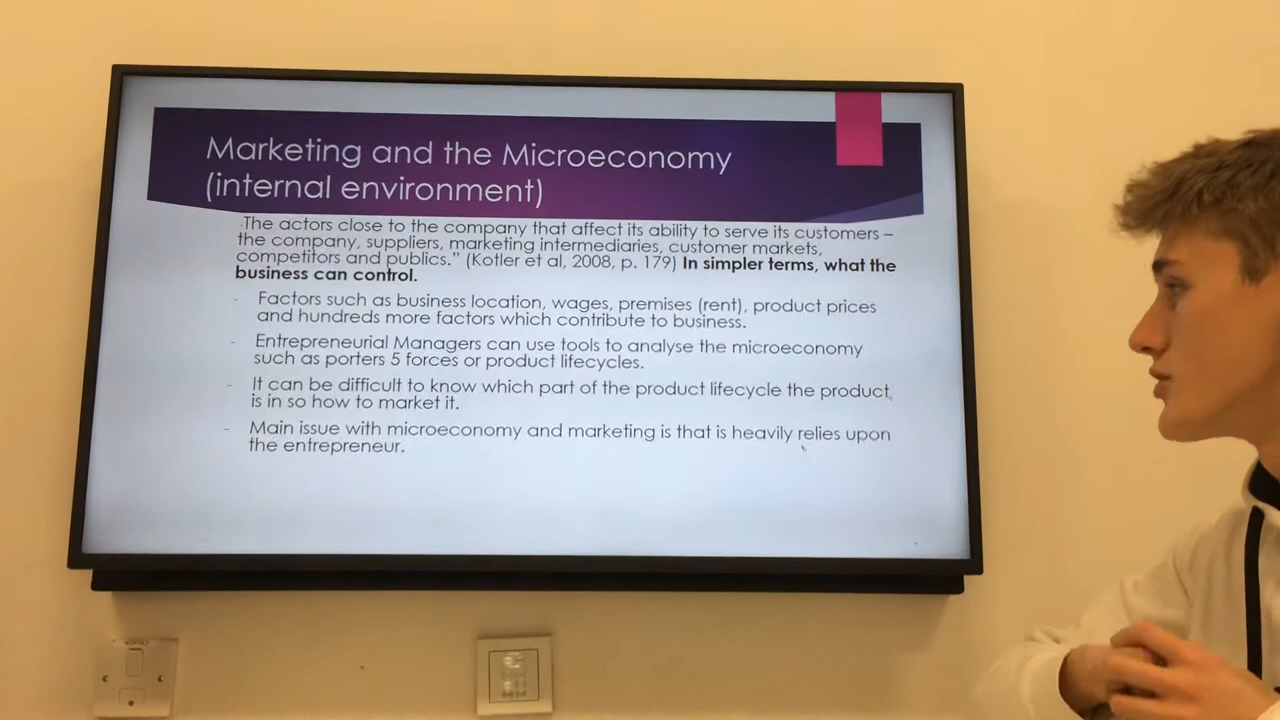 Marketing and the Microeconomy
(internal environment)
The actors close to the company that affect its ability to serve its customers –
the company, suppliers, marketing intermediaries, customer markets,
competitors and publics.” (Kotler et al, 2008, p. 179) In simpler terms, what the
business can control.
- Factors such as business location, wages, premises (rent), product prices
and hundreds more factors which contribute to business.
- Entrepreneurial Managers can use tools to analyse the microeconomy
such as porters 5 forces or product lifecycles.
- It can be difficult to know which part of the product lifecycle the product
is in so how to market it.
- Main issue with microeconomy and marketing is that is heavily relies upon
the entrepreneur.